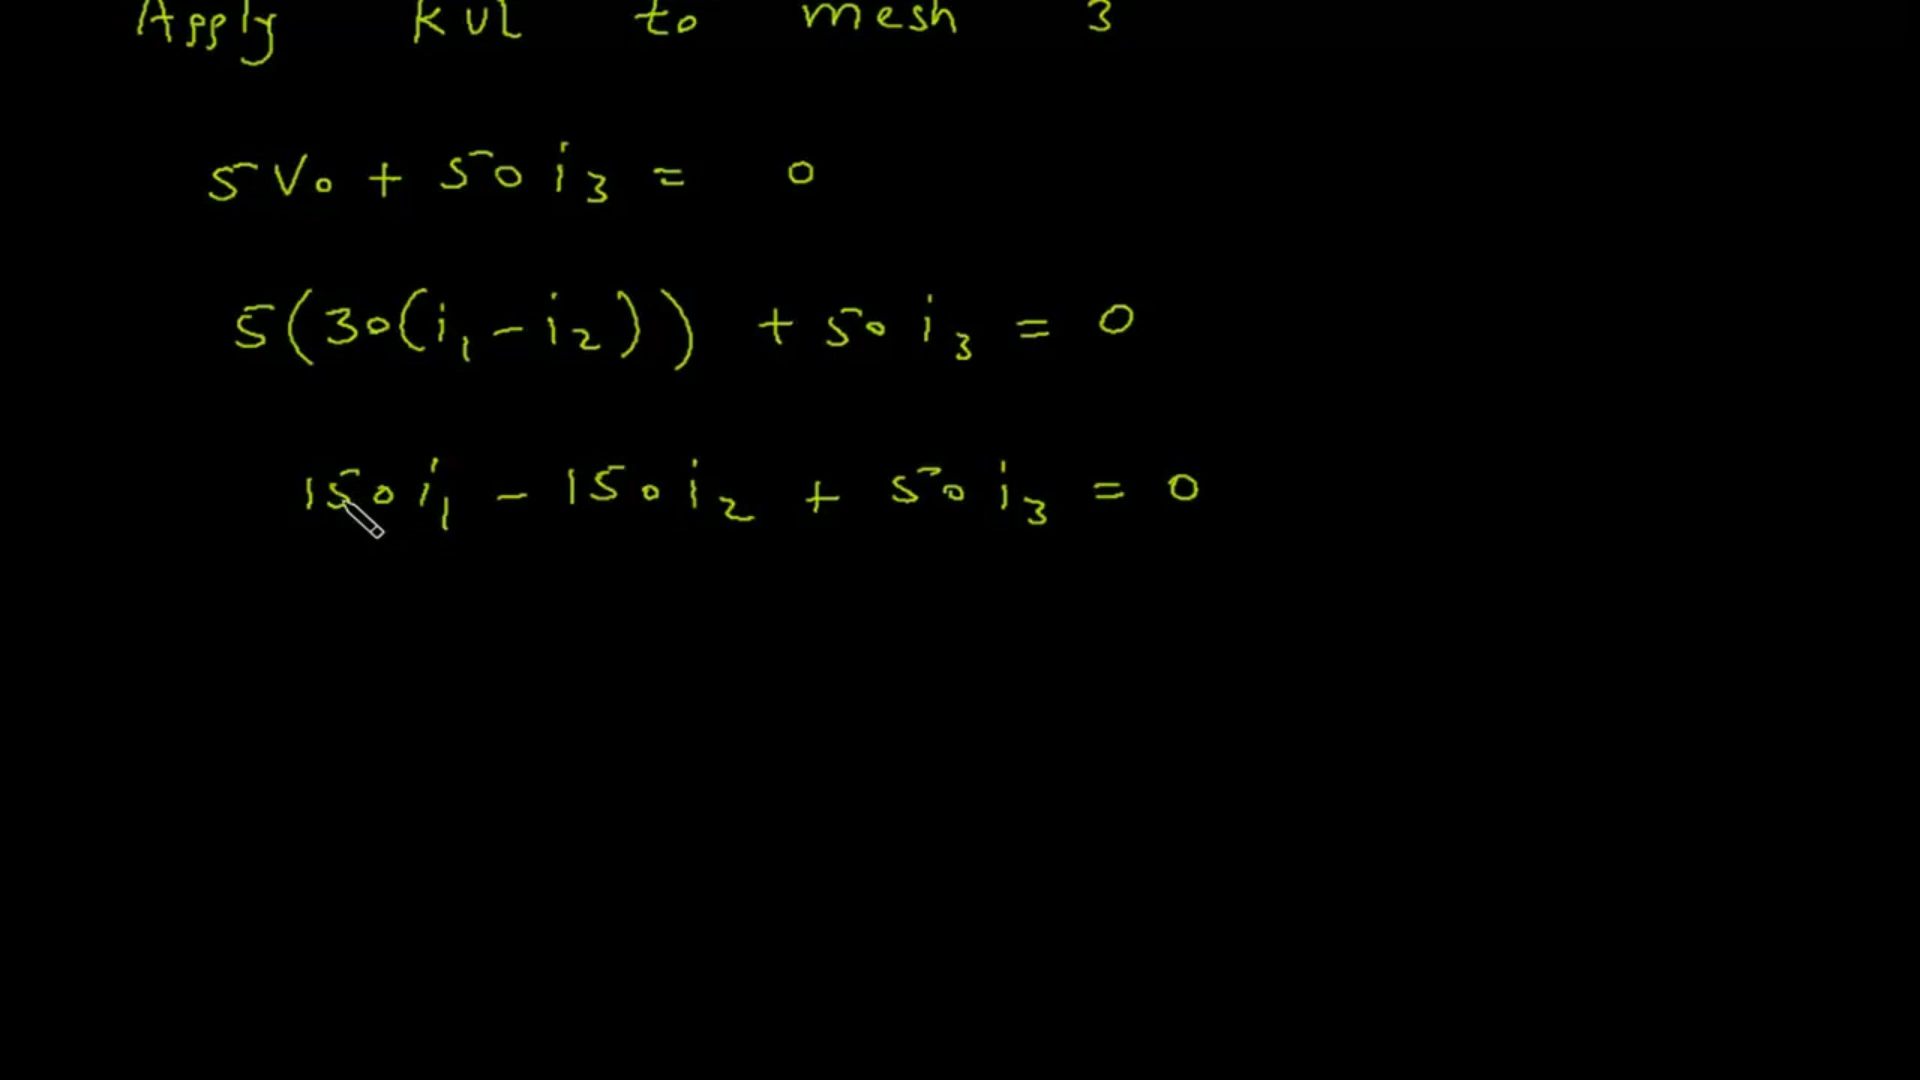 Apply KVL to mesh 3
5V₀ + 50i₃ = 0
5(30(i₁ - i₂)) + 50i₃ = 0
150i₁ - 150i₂ + 50i₃ = 0